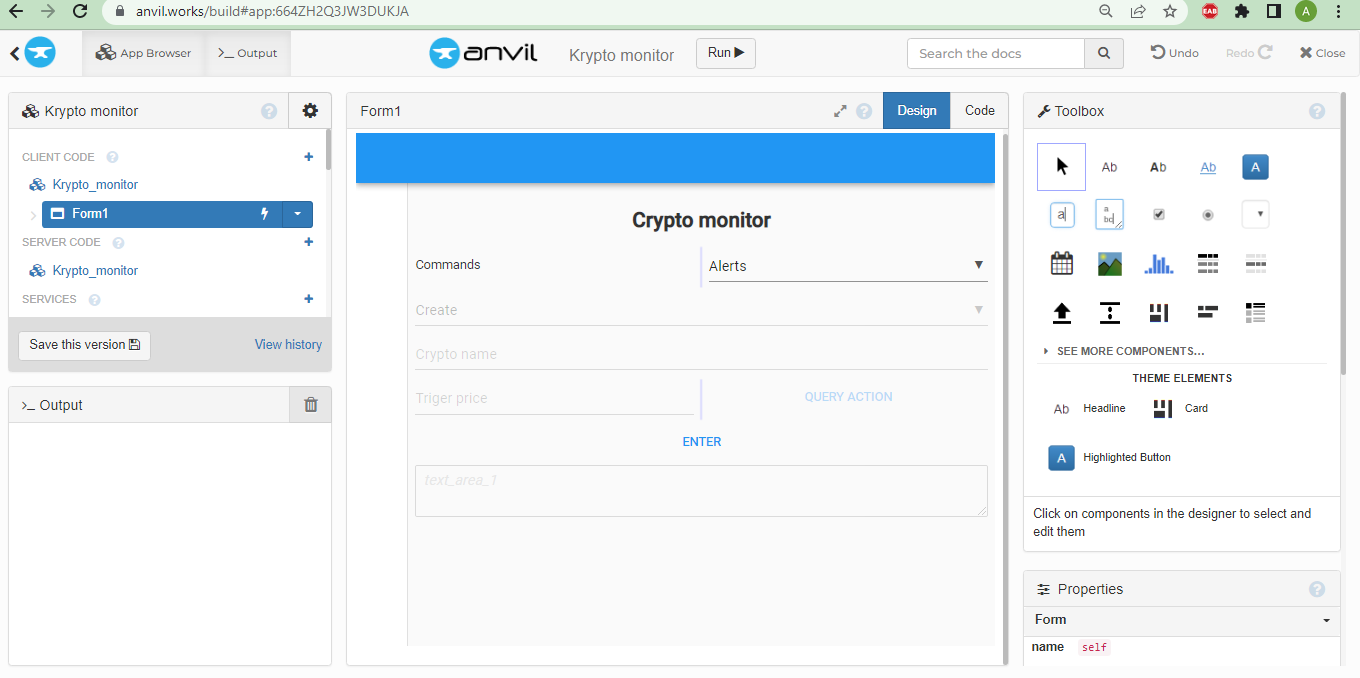 anvil.works/build#app:664ZH2Q3JW3DUKJA
EAB
A
App Browser
>_ Output
anvil
Krypto monitor
Run
Search the docs
Undo
Redo
Close
Krypto monitor
?
CLIENT CODE ? +
Krypto_monitor
Form1
SERVER CODE ? +
Krypto_monitor
SERVICES ? +
Save this version
View history
>_ Output
Form1
?
Design
Code
Crypto monitor
Commands
Alerts
Create
Crypto name
Triger price
QUERY ACTION
ENTER
text_area_1
Toolbox
?
Ab Ab Ab A
a a bc
SEE MORE COMPONENTS...
THEME ELEMENTS
Ab Headline
Card
A Highlighted Button
Click on components in the designer to select and
edit them
Properties
?
Form
name self